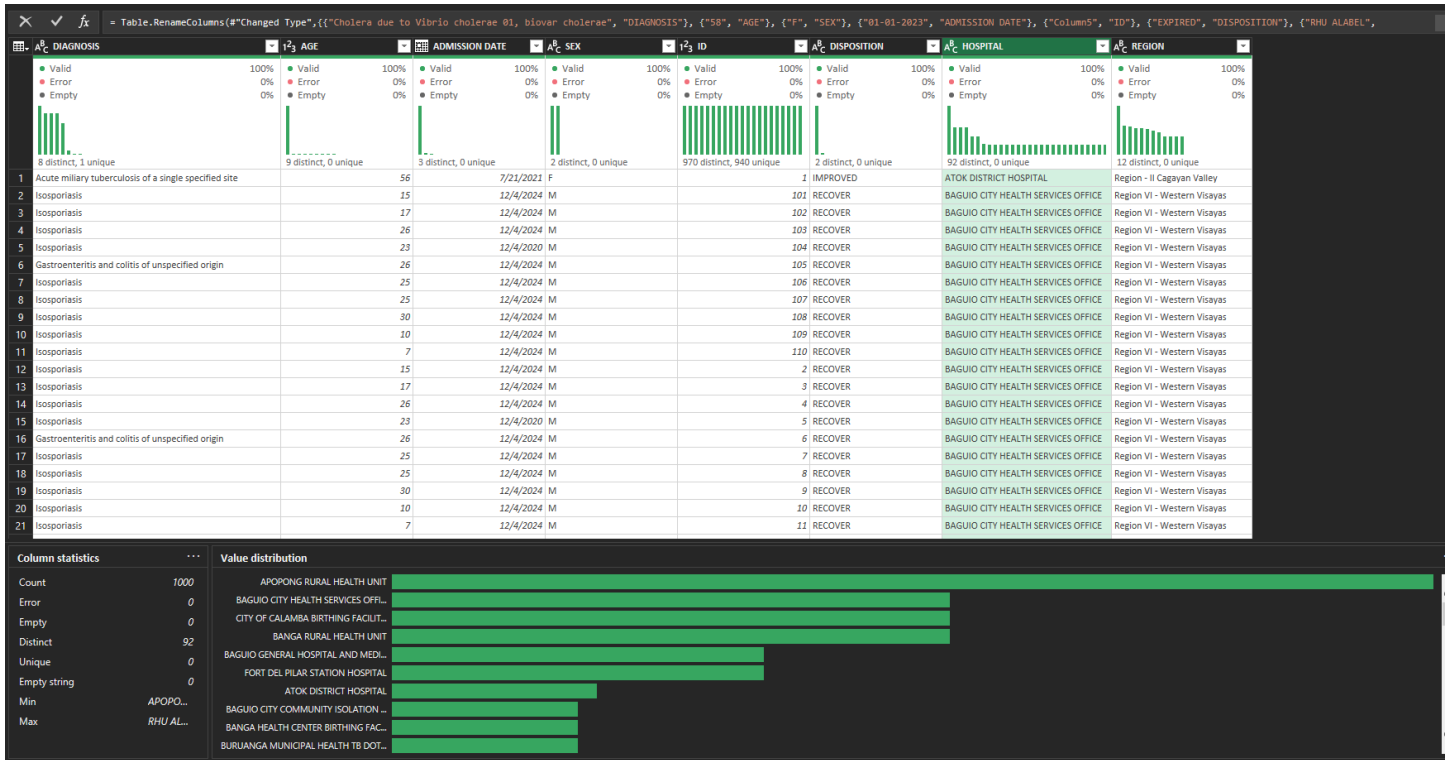 = Table.RenameColumns(#"Changed Type",{{"Cholera due to Vibrio cholerae 01, biovar cholerae", "DIAGNOSIS"}, {"58", "AGE"}, {"F", "SEX"}, {"01-01-2023", "ADMISSION DATE"}, {"Column5", "ID"}, {"EXPIRED", "DISPOSITION"}, {"RHU ALABEL",
DIAGNOSIS AGE ADMISSION DATE SEX ID DISPOSITION HOSPITAL REGION
Valid 100% Valid 100% Valid 100% Valid 100% Valid 100% Valid 100% Valid 100% Valid 100%
Error 0% Error 0% Error 0% Error 0% Error 0% Error 0% Error 0% Error 0%
Empty 0% Empty 0% Empty 0% Empty 0% Empty 0% Empty 0% Empty 0% Empty 0%
8 distinct, 1 unique 9 distinct, 0 unique 3 distinct, 0 unique 2 distinct, 0 unique 970 distinct, 940 unique 2 distinct, 0 unique 92 distinct, 0 unique 12 distinct, 0 unique
1 Acute miliary tuberculosis of a single specified site 56 7/21/2021 F 1 IMPROVED ATOK DISTRICT HOSPITAL Region - II Cagayan Valley
2 Isosporiasis 15 12/4/2024 M 101 RECOVER BAGUIO CITY HEALTH SERVICES OFFICE Region VI - Western Visayas
3 Isosporiasis 17 12/4/2024 M 102 RECOVER BAGUIO CITY HEALTH SERVICES OFFICE Region VI - Western Visayas
4 Isosporiasis 26 12/4/2024 M 103 RECOVER BAGUIO CITY HEALTH SERVICES OFFICE Region VI - Western Visayas
5 Isosporiasis 23 12/4/2020 M 104 RECOVER BAGUIO CITY HEALTH SERVICES OFFICE Region VI - Western Visayas
6 Gastroenteritis and colitis of unspecified origin 26 12/4/2024 M 105 RECOVER BAGUIO CITY HEALTH SERVICES OFFICE Region VI - Western Visayas
7 Isosporiasis 25 12/4/2024 M 106 RECOVER BAGUIO CITY HEALTH SERVICES OFFICE Region VI - Western Visayas
8 Isosporiasis 25 12/4/2024 M 107 RECOVER BAGUIO CITY HEALTH SERVICES OFFICE Region VI - Western Visayas
9 Isosporiasis 30 12/4/2024 M 108 RECOVER BAGUIO CITY HEALTH SERVICES OFFICE Region VI - Western Visayas
10 Isosporiasis 10 12/4/2024 M 109 RECOVER BAGUIO CITY HEALTH SERVICES OFFICE Region VI - Western Visayas
11 Isosporiasis 7 12/4/2024 M 110 RECOVER BAGUIO CITY HEALTH SERVICES OFFICE Region VI - Western Visayas
12 Isosporiasis 15 12/4/2024 M 2 RECOVER BAGUIO CITY HEALTH SERVICES OFFICE Region VI - Western Visayas
13 Isosporiasis 17 12/4/2024 M 3 RECOVER BAGUIO CITY HEALTH SERVICES OFFICE Region VI - Western Visayas
14 Isosporiasis 26 12/4/2024 M 4 RECOVER BAGUIO CITY HEALTH SERVICES OFFICE Region VI - Western Visayas
15 Isosporiasis 23 12/4/2020 M 5 RECOVER BAGUIO CITY HEALTH SERVICES OFFICE Region VI - Western Visayas
16 Gastroenteritis and colitis of unspecified origin 26 12/4/2024 M 6 RECOVER BAGUIO CITY HEALTH SERVICES OFFICE Region VI - Western Visayas
17 Isosporiasis 25 12/4/2024 M 7 RECOVER BAGUIO CITY HEALTH SERVICES OFFICE Region VI - Western Visayas
18 Isosporiasis 25 12/4/2024 M 8 RECOVER BAGUIO CITY HEALTH SERVICES OFFICE Region VI - Western Visayas
19 Isosporiasis 30 12/4/2024 M 9 RECOVER BAGUIO CITY HEALTH SERVICES OFFICE Region VI - Western Visayas
20 Isosporiasis 10 12/4/2024 M 10 RECOVER BAGUIO CITY HEALTH SERVICES OFFICE Region VI - Western Visayas
21 Isosporiasis 7 12/4/2024 M 11 RECOVER BAGUIO CITY HEALTH SERVICES OFFICE Region VI - Western Visayas
Column statistics ...
Count 1000
Error 0
Empty 0
Distinct 92
Unique 0
Empty string 0
Min APOPO...
Max RHU AL...
Value distribution
APOPONG RURAL HEALTH UNIT
BAGUIO CITY HEALTH SERVICES OFFI...
CITY OF CALAMBA BIRTHING FACILIT...
BANGA RURAL HEALTH UNIT
BAGUIO GENERAL HOSPITAL AND MEDI...
FORT DEL PILAR STATION HOSPITAL
ATOK DISTRICT HOSPITAL
BAGUIO CITY COMMUNITY ISOLATION ...
BANGA HEALTH CENTER BIRTHING FAC...
BURUANGA MUNICIPAL HEALTH TB DOT...